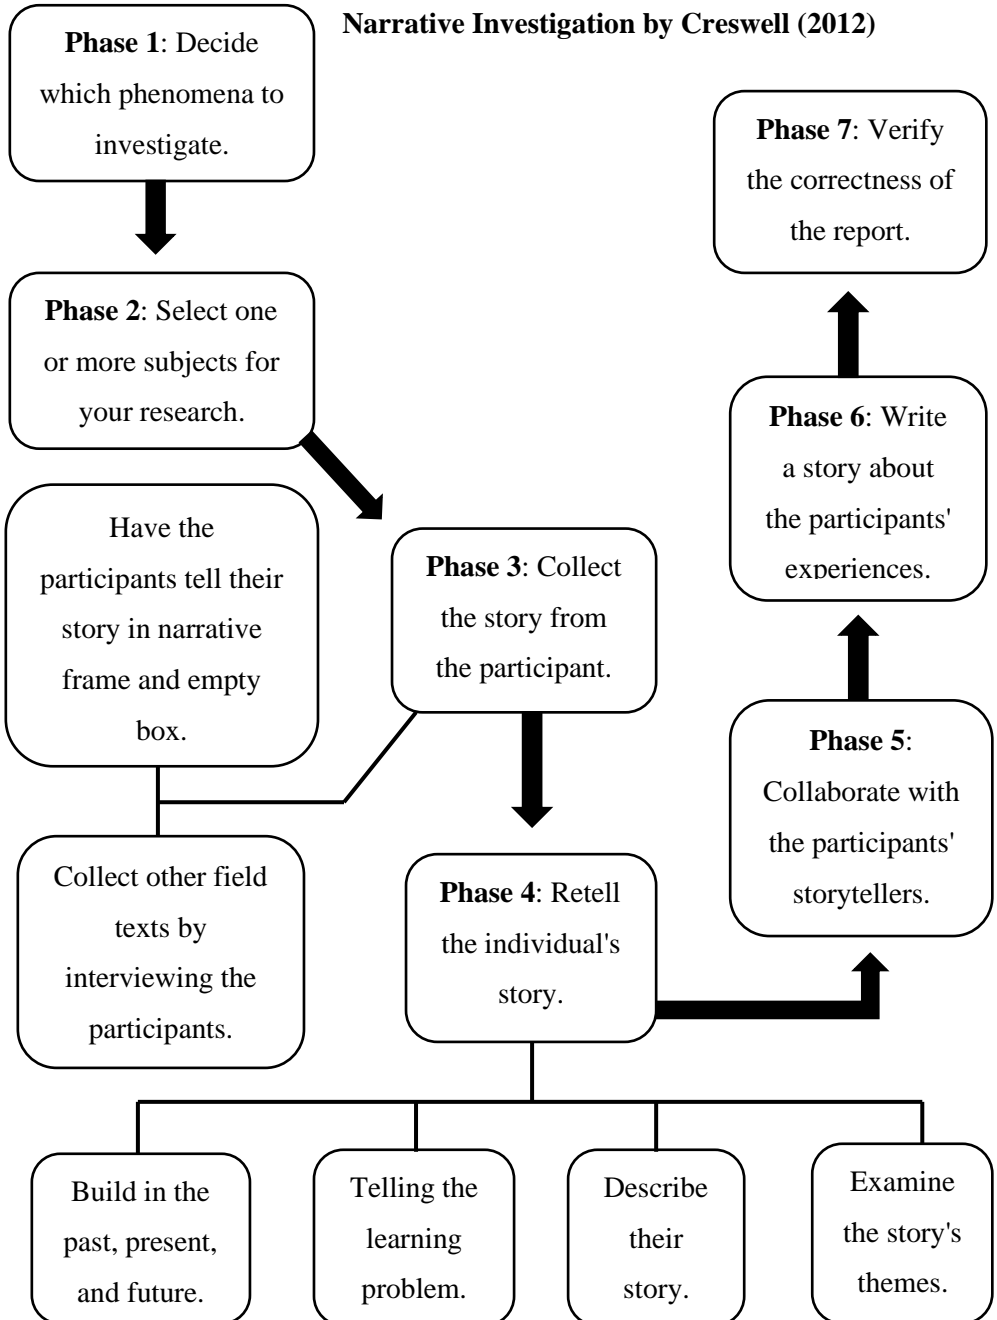 Narrative Investigation by Creswell (2012)
Phase 1: Decide
which phenomena to
investigate.
Phase 2: Select one
or more subjects for
your research.
Phase 3: Collect
the story from
the participant.
Have the
participants tell their
story in narrative
frame and empty
box.
Collect other field
texts by
interviewing the
participants.
Phase 4: Retell
the individual's
story.
Build in the
past, present,
and future.
Telling the
learning
problem.
Describe
their
story.
Examine
the story's
themes.
Phase 5:
Collaborate with
the participants'
storytellers.
Phase 6: Write
a story about
the participants'
experiences.
Phase 7: Verify
the correctness of
the report.